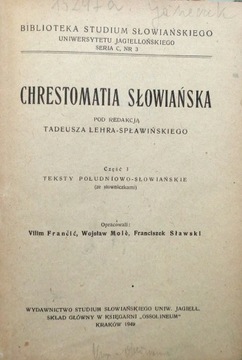 BIBLIOTEKA STUDIUM SŁOWIAŃSKIEGO
UNIWERSYTETU JAGIELLOŃSKIEGO
SERIA C, NR 3
CHRESTOMATIA SŁOWIAŃSKA
POD REDAKCJĄ
TADEUSZA LEHRA-SPŁAWIŃSKIEGO
Część I
TEKSTY POŁUDNIOWO-SŁOWIAŃSKIE
(ze słowniczkami)
Opracowali:
Vilim Frančić, Wojsław Molè, Franciszek Sławski
WYDAWNICTWO STUDIUM SŁOWIAŃSKIEGO UNIW. JAGIELL.
SKŁAD GŁÓWNY W KSIĘGARNI „OSSOLINEUM”
KRAKÓW 1949